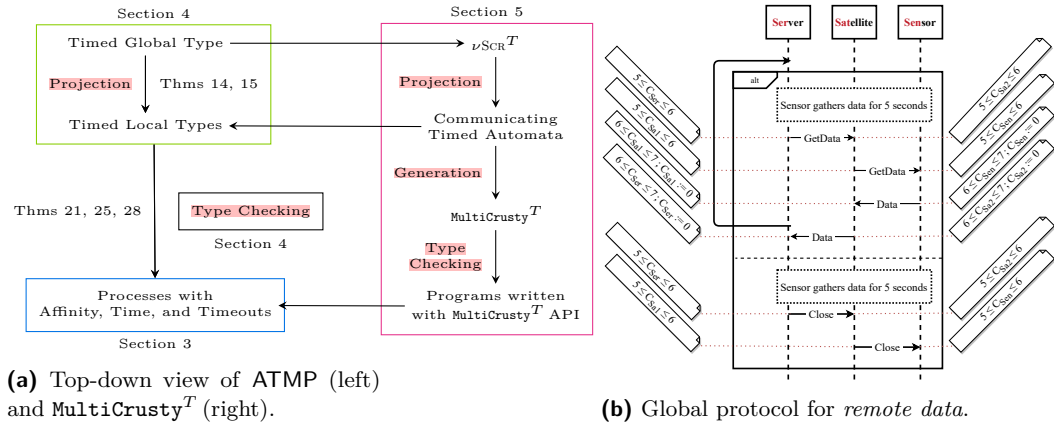 Section 4
Timed Global Type
Projection
Thms 14, 15
Timed Local Types
Thms 21, 25, 28
Type Checking
Section 4
Processes with
Affinity, Time, and Timeouts
Section 3
Section 5
νSCR^T
Projection
Communicating
Timed Automata
Generation
MultiCrusty^T
Type
Checking
Programs written
with MultiCrusty^T API
(a) Top-down view of ATMP (left)
and MultiCrusty^T (right).
Server
Satellite
Sensor
alt
Sensor gathers data for 5 seconds
5 ≤ C_Ser ≤ 6
5 ≤ C_Sa1 ≤ 6
6 ≤ C_Sa1 ≤ 7; C_Sa1 := 0
6 ≤ C_Ser ≤ 7; C_Ser := 0
GetData
GetData
Data
Data
5 ≤ C_Sa2 ≤ 6
5 ≤ C_Sen ≤ 6
6 ≤ C_Sen ≤ 7; C_Sen := 0
6 ≤ C_Sa2 ≤ 7; C_Sa2 := 0
Sensor gathers data for 5 seconds
5 ≤ C_Ser ≤ 6
5 ≤ C_Sa1 ≤ 6
Close
Close
5 ≤ C_Sa2 ≤ 6
5 ≤ C_Sen ≤ 6
(b) Global protocol for remote data.